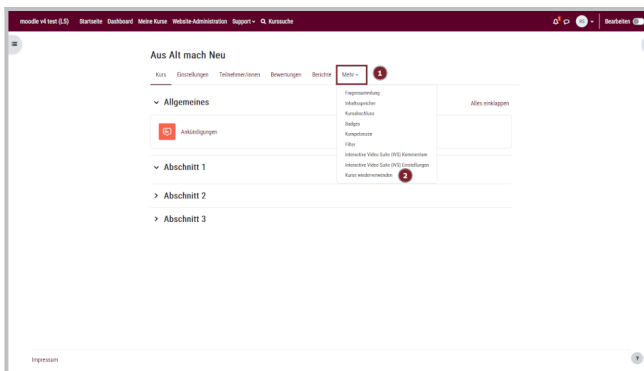 moodle v4 test (LS) Startseite Dashboard Meine Kurse Website-Administration Support Kurssuche Bearbeiten
Aus Alt mach Neu
Kurs Einstellungen Teilnehmer/innen Bewertungen Berichte Mehr 1
Fragensammlung
Allgemeines Inhaltsspeicher Alles einklappen
Kursabschluss
Badges
Ankündigungen Kompetenzen
Filter
Interactive Video Suite (IVS) Kommentare
Abschnitt 1 Interactive Video Suite (IVS) Einstellungen
Kurse wiederverwenden 2
Abschnitt 2
Abschnitt 3
Impressum ?